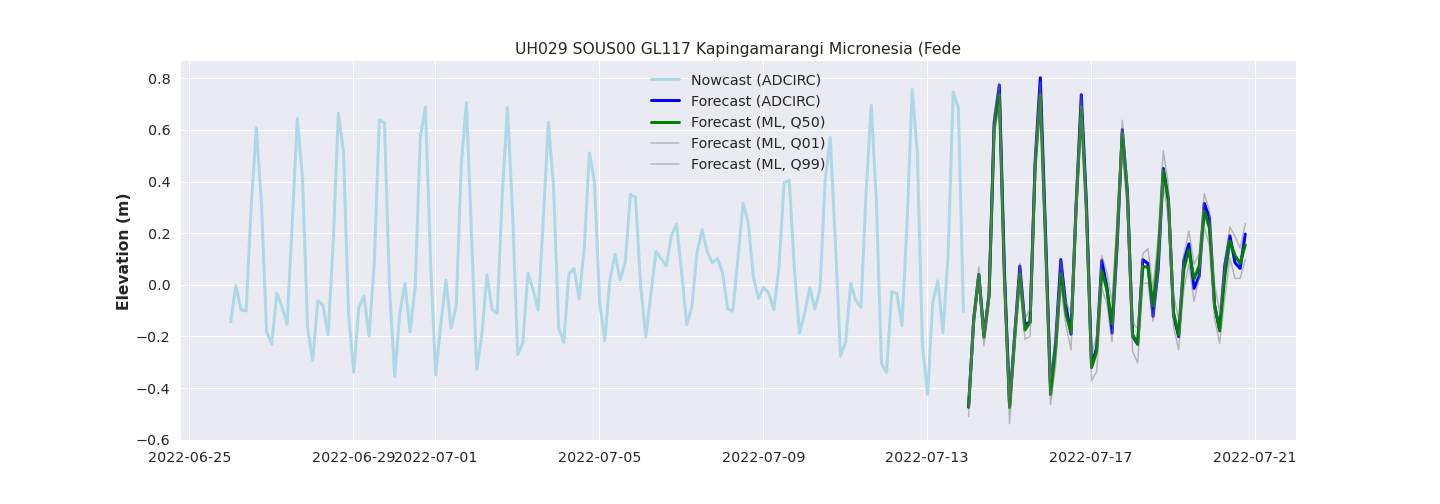 UH029 SOUS00 GL117 Kapingamarangi Micronesia (Fede
Nowcast (ADCIRC)
Forecast (ADCIRC)
Forecast (ML, Q50)
Forecast (ML, Q01)
Forecast (ML, Q99)
Elevation (m)
0.8
0.6
0.4
0.2
0.0
−0.2
−0.4
−0.6
2022-06-25
2022-06-29
2022-07-01
2022-07-05
2022-07-09
2022-07-13
2022-07-17
2022-07-21